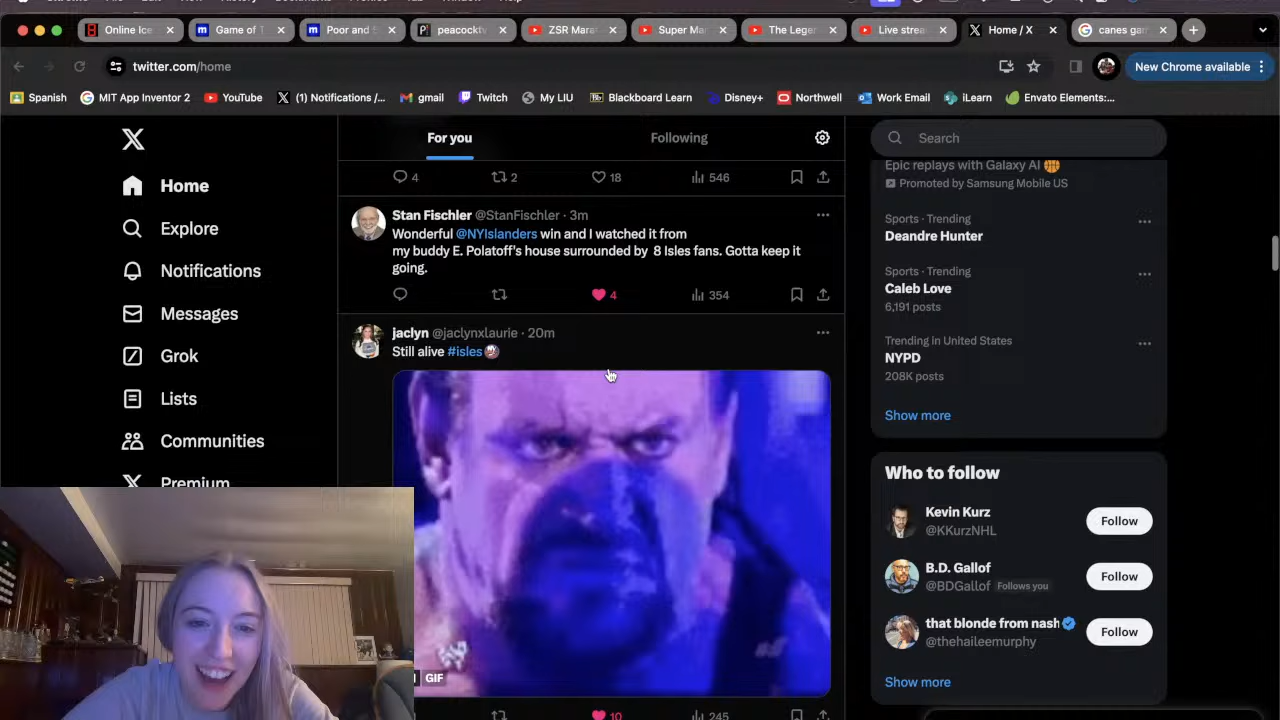 Online Ice
Game of T
Poor and S
peacockt
ZSR Mara
Super Ma
The Lege
Live strea
Home / X
canes gam
twitter.com/home
New Chrome available
Spanish
MIT App Inventor 2
YouTube
(1) Notifications /...
gmail
Twitch
My LIU
Blackboard Learn
Disney+
Northwell
Work Email
iLearn
Envato Elements:...
Home
Explore
Notifications
Messages
Grok
Lists
Communities
Premium
For you
Following
4
2
18
546
Stan Fischler @StanFischler · 3m
Wonderful @NYIslanders win and I watched it from
my buddy E. Polatoff's house surrounded by 8 Isles fans. Gotta keep it
going.
4
354
jaclyn @jaclynxlaurie · 20m
Still alive #isles
GIF
10
245
Search
Epic replays with Galaxy AI
Promoted by Samsung Mobile US
Sports · Trending
Deandre Hunter
Sports · Trending
Caleb Love
6,191 posts
Trending in United States
NYPD
208K posts
Show more
Who to follow
Kevin Kurz
@KKurzNHL
Follow
B.D. Gallof
@BDGallof Follows you
Follow
that blonde from nash
@thehaileemurphy
Follow
Show more